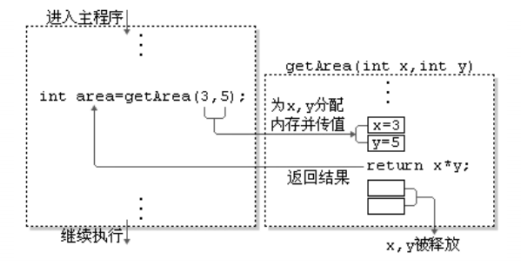 进入主程序
int area=getArea(3,5);
继续执行
getArea(int x,int y)
为x,y分配
内存并传值
x=3
y=5
return x*y;
返回结果
x,y被释放